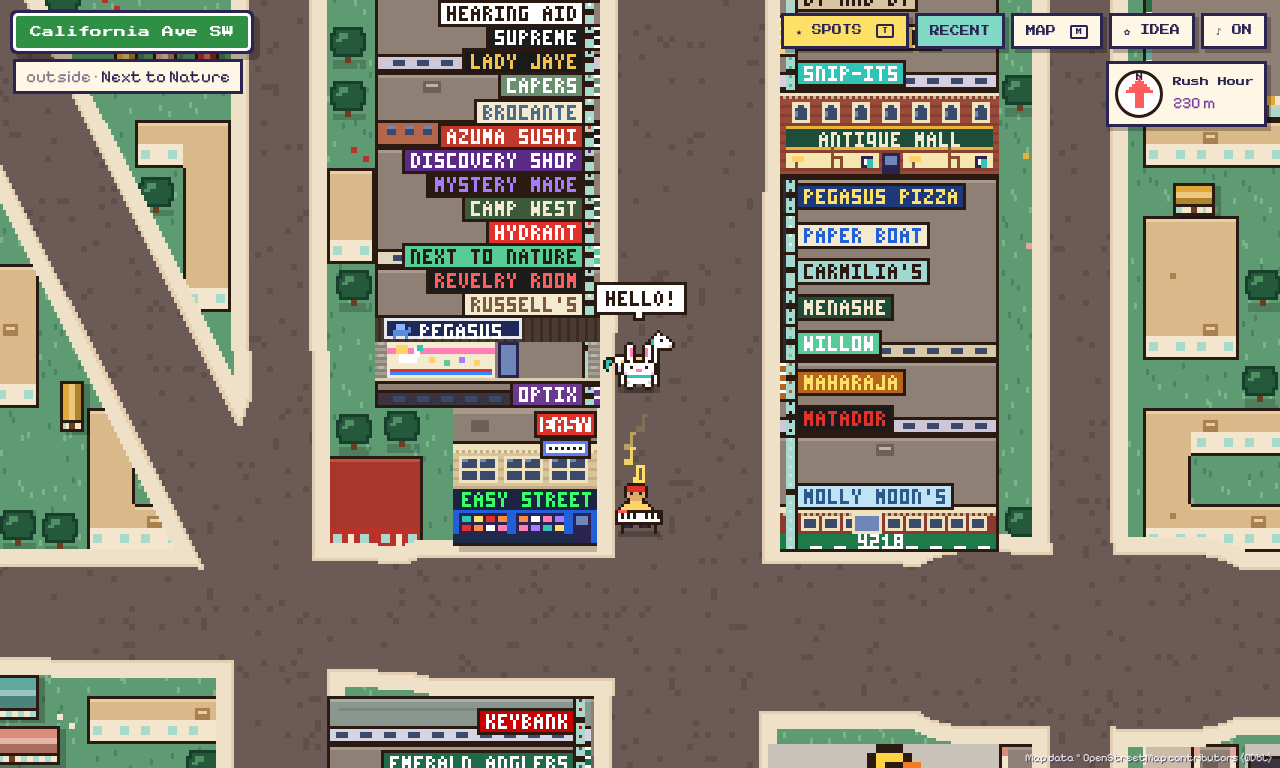 California Ave SW
outside · Next to Nature
HEARING AID
SUPREME
LADY JAYE
CAPERS
BROCANTE
AZUMA SUSHI
DISCOVERY SHOP
MYSTERY MADE
CAMP WEST
HYDRANT
NEXT TO NATURE
REVELRY ROOM
RUSSELL'S
PEGASUS
OPTIX
EASY
EASY STREET
HELLO!
SPOTS T
RECENT
MAP M
IDEA
ON
N
Rush Hour
230 m
SNIP-ITS
ANTIQUE MALL
PEGASUS PIZZA
PAPER BOAT
CARMILIA'S
MENASHE
WILLOW
MAHARAJA
MATADOR
MOLLY MOON'S
4218
KEYBANK
EMERALD ANGLERS
Map data © OpenStreetMap contributors (ODbL)